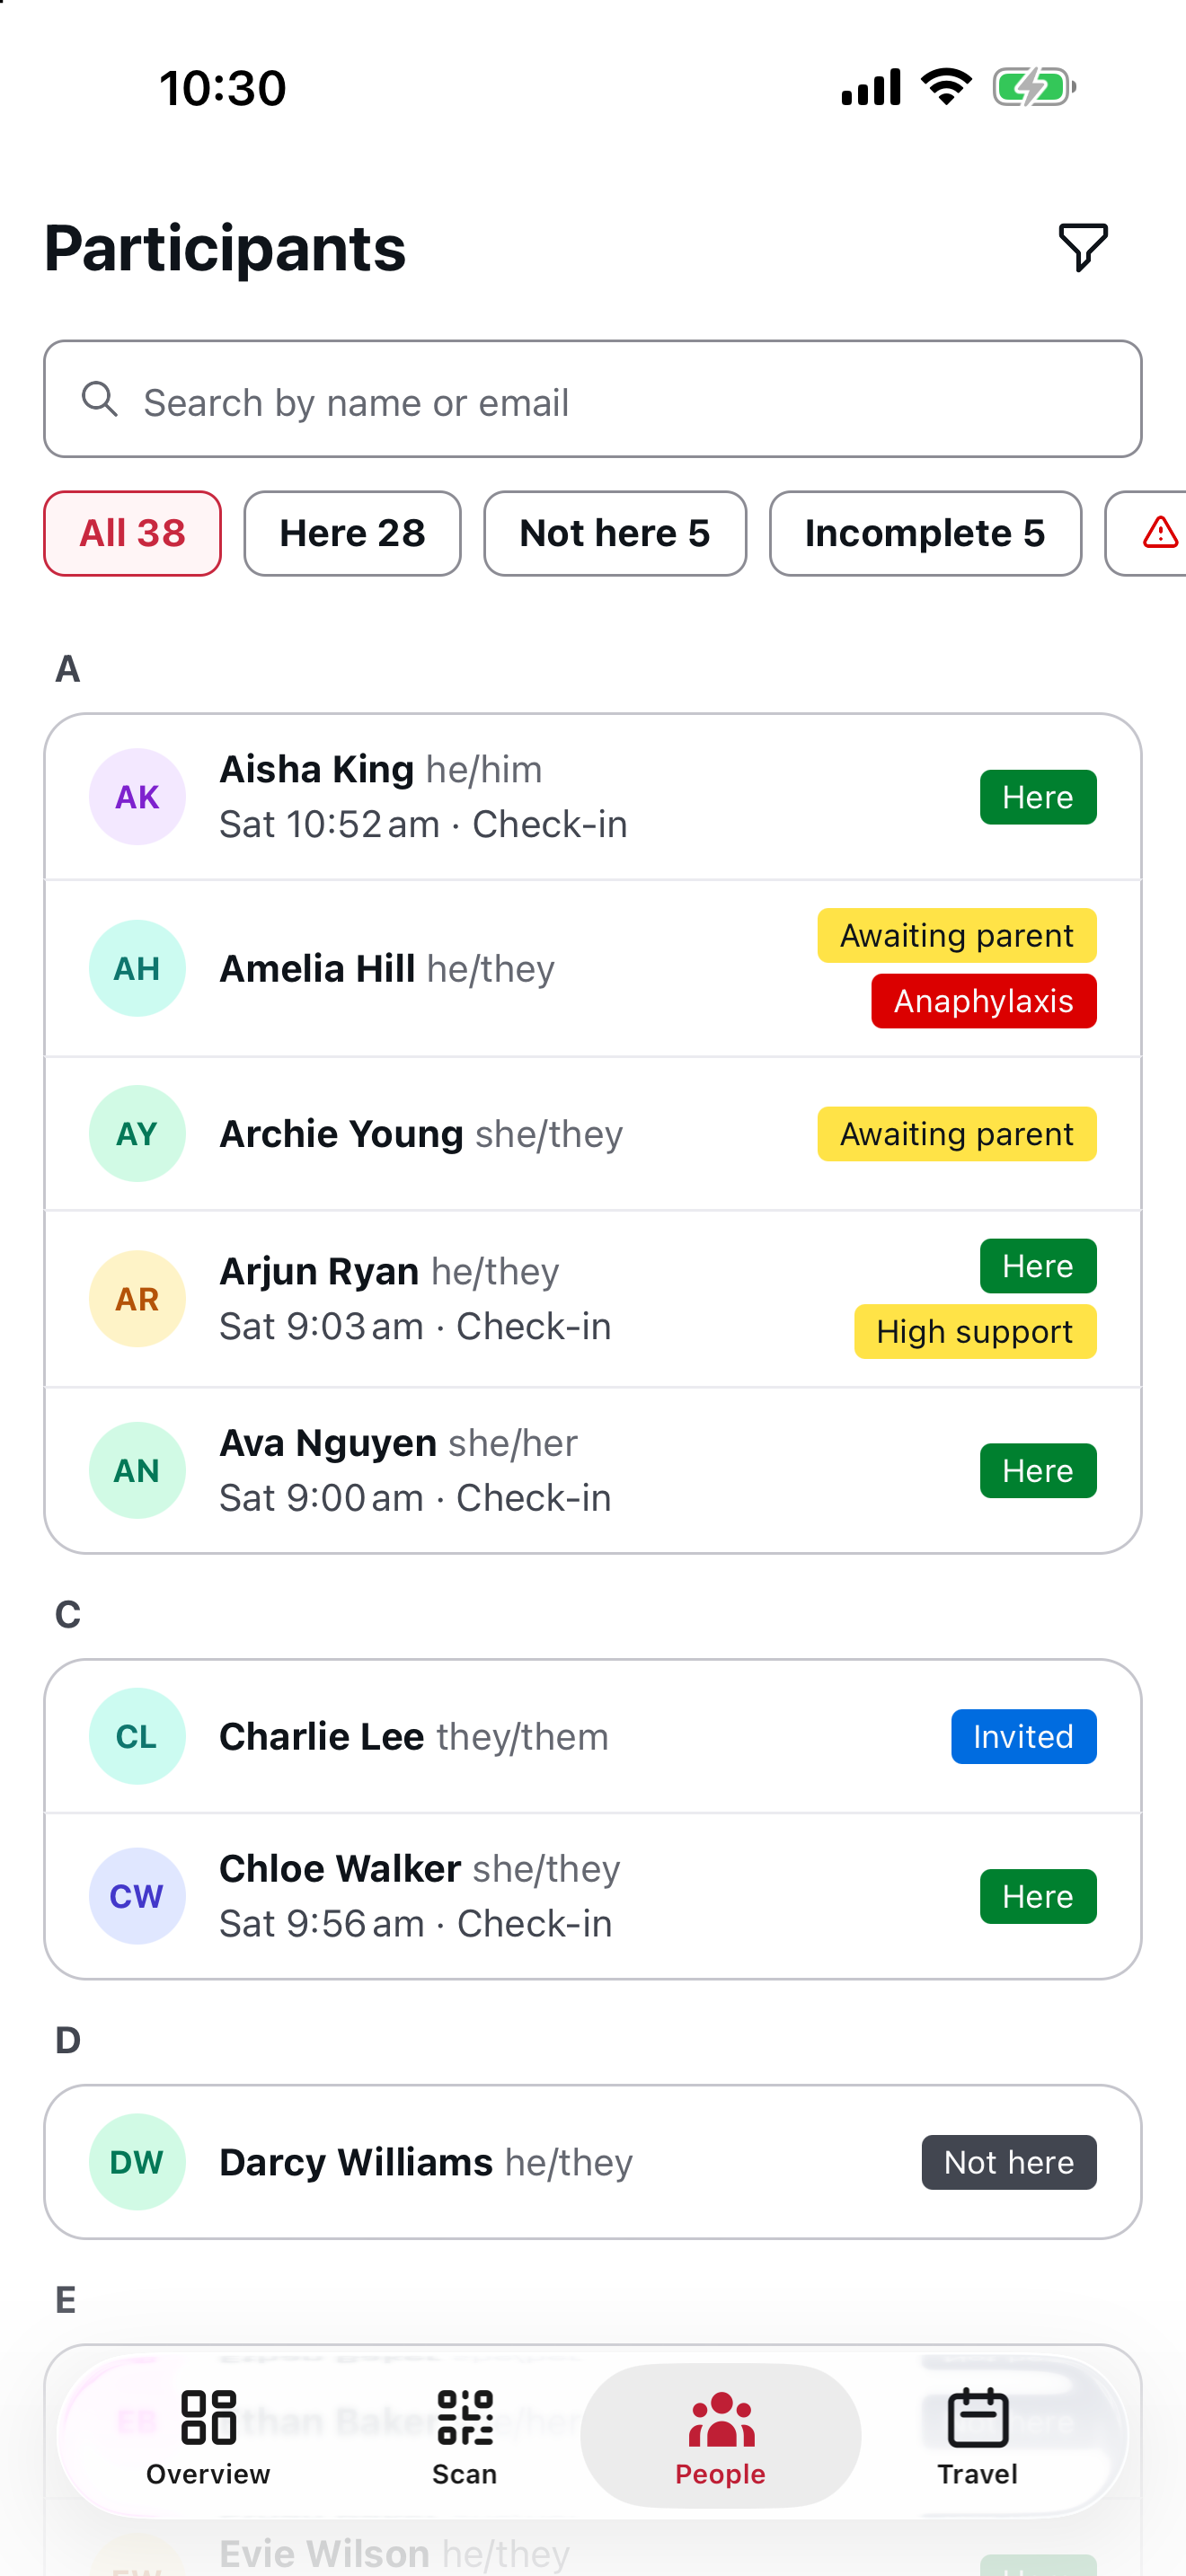 10:30
Participants
Search by name or email
All 38
Here 28
Not here 5
Incomplete 5
A
AK
Aisha King he/him
Sat 10:52 am · Check-in
Here
AH
Amelia Hill he/they
Awaiting parent
Anaphylaxis
AY
Archie Young she/they
Awaiting parent
AR
Arjun Ryan he/they
Sat 9:03 am · Check-in
Here
High support
AN
Ava Nguyen she/her
Sat 9:00 am · Check-in
Here
C
CL
Charlie Lee they/them
Invited
CW
Chloe Walker she/they
Sat 9:56 am · Check-in
Here
D
DW
Darcy Williams he/they
Not here
E
Overview
Scan
People
Travel
Evie Wilson he/they